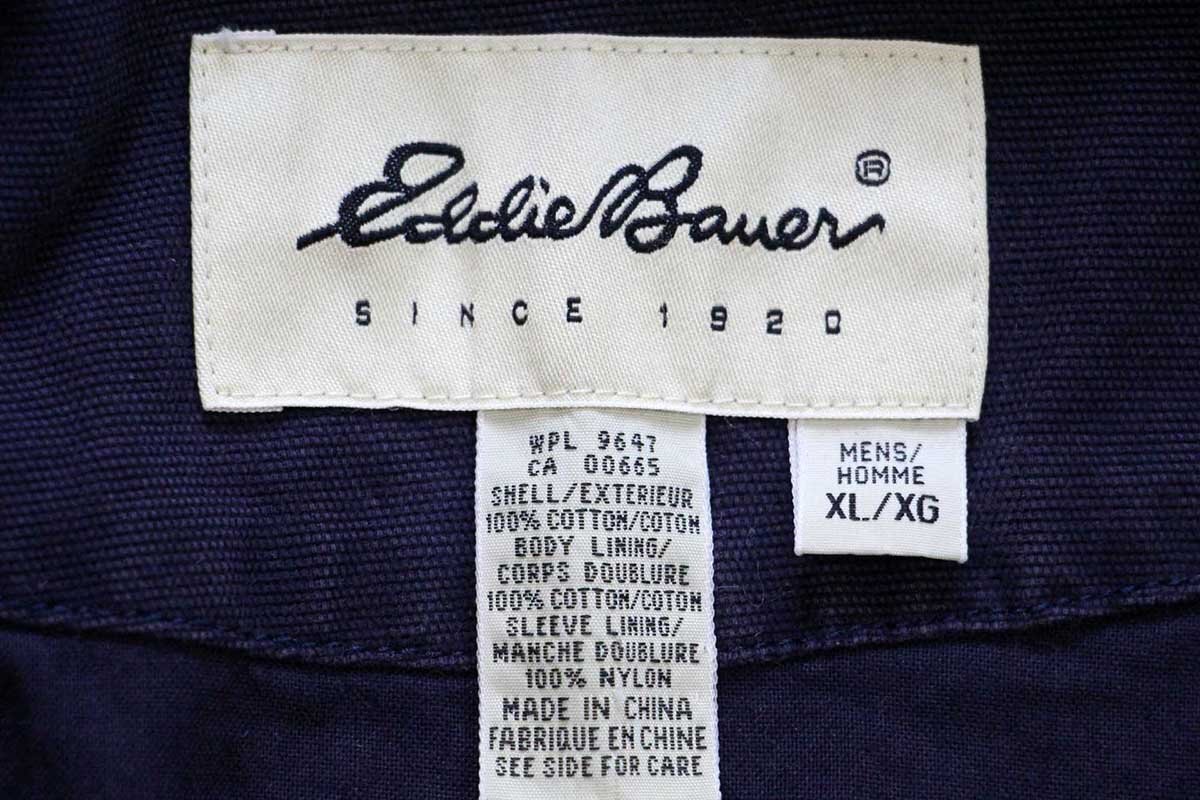 Eddie Bauer ®
SINCE 1920
WPL 9647
CA 00665
SHELL/EXTERIEUR
100% COTTON/COTON
BODY LINING/
CORPS DOUBLURE
100% COTTON/COTON
SLEEVE LINING/
MANCHE DOUBLURE
100% NYLON
MADE IN CHINA
FABRIQUE EN CHINE
SEE SIDE FOR CARE
MENS/
HOMME
XL/XG